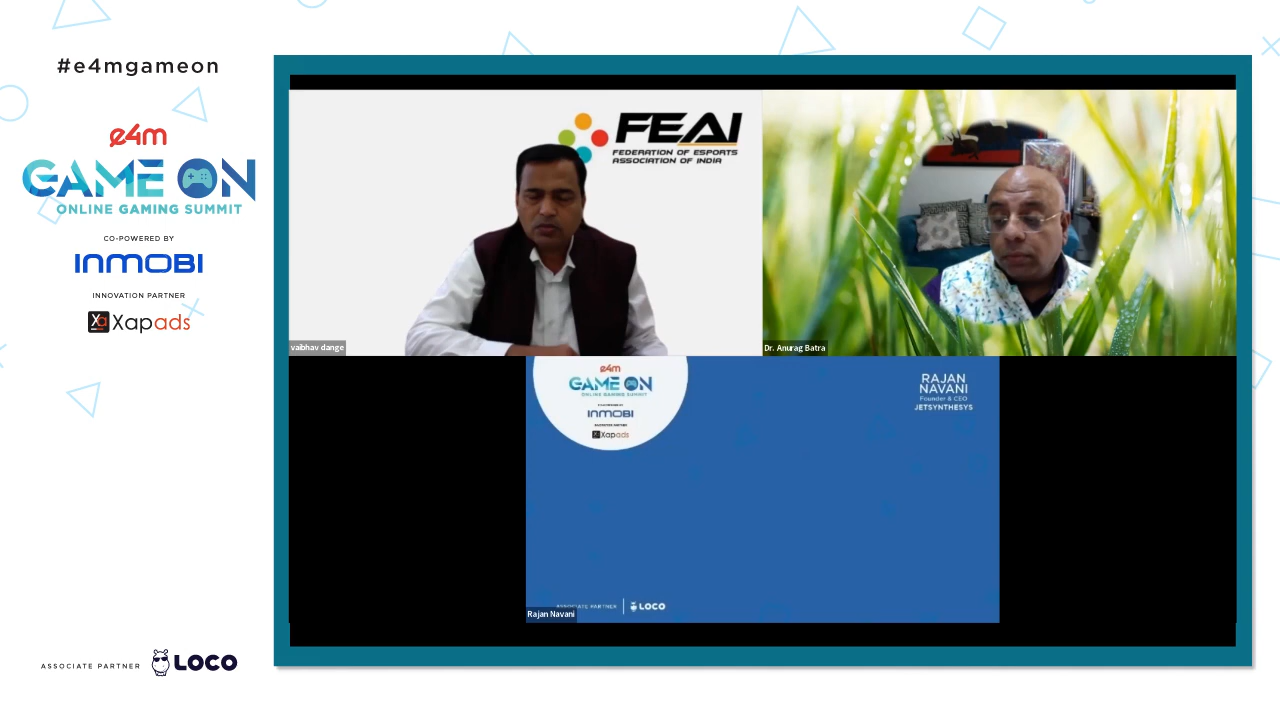 #e4mgameon
e4m
GAME ON
ONLINE GAMING SUMMIT
CO-POWERED BY
INMOBI
INNOVATION PARTNER
Xa Xapads
ASSOCIATE PARTNER LOCO
FEAI
FEDERATION OF ESPORTS
ASSOCIATION OF INDIA
vaibhav dange
Dr. Anurag Batra
e4m
GAME ON
ONLINE GAMING SUMMIT
INMOBI
Xapads
RAJAN
NAVANI
Founder & CEO
JETSYNTHESYS
ASSOCIATE PARTNER LOCO
Rajan Navani